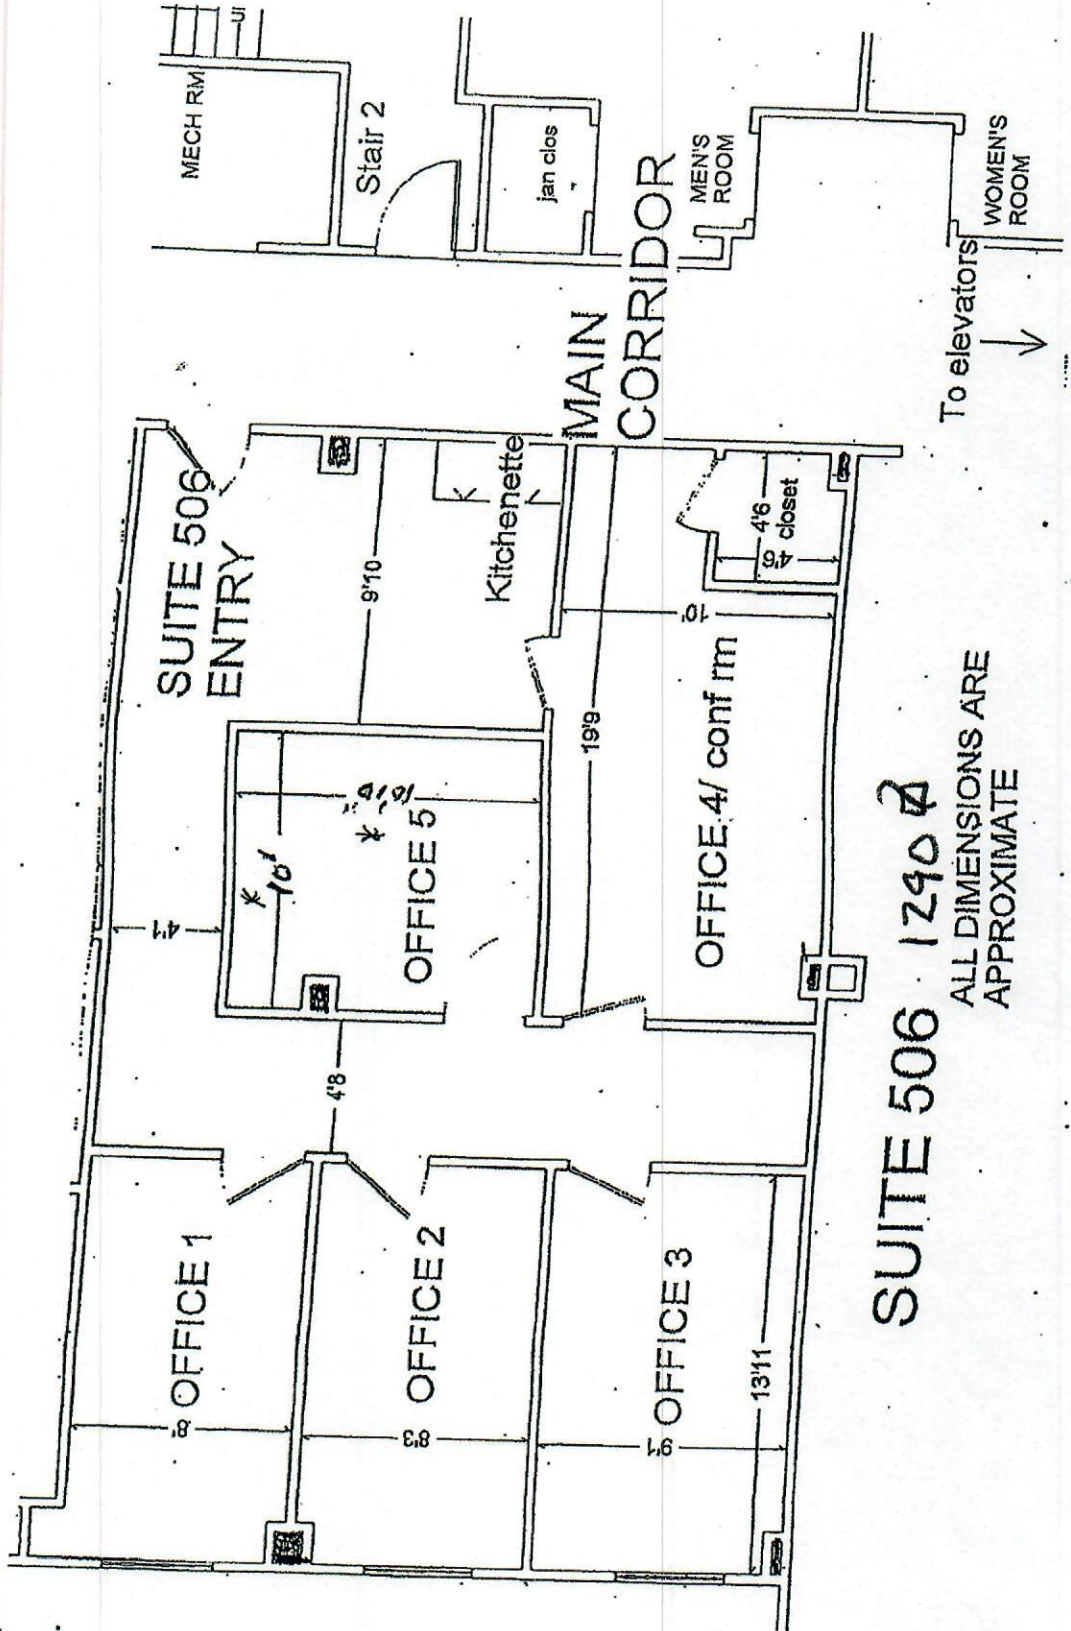 OFFICE 1
8'
OFFICE 2
8'3
OFFICE 3
9'1
13'11
4'8
4'1
* 10'
* 10'10"
OFFICE 5
SUITE 506
ENTRY
9'10
Kitchenette
19'9
10'
OFFICE 4/ conf rm
4'6
4'6
closet
MECH RM
Stair 2
jan clos
MAIN
CORRIDOR
MEN'S
ROOM
WOMEN'S
ROOM
To elevators
SUITE 506 1290
ALL DIMENSIONS ARE
APPROXIMATE